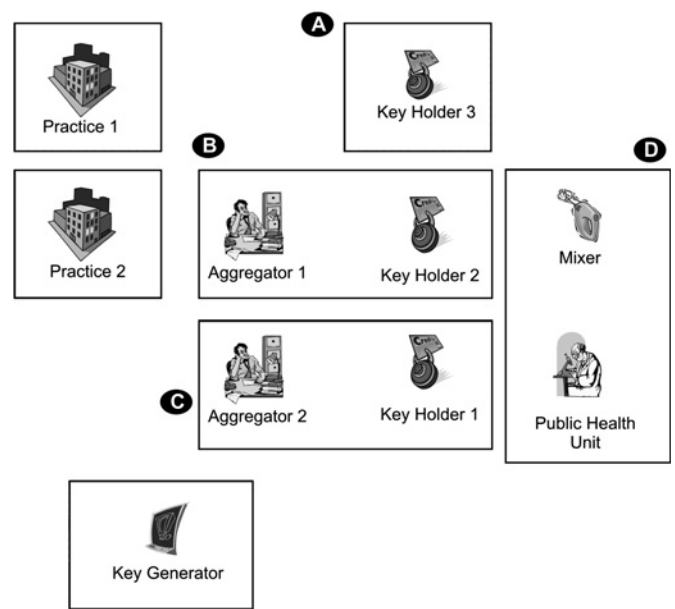 A
Practice 1
Key Holder 3
B
D
Practice 2
Aggregator 1
Key Holder 2
Mixer
C
Aggregator 2
Key Holder 1
Public Health
Unit
Key Generator